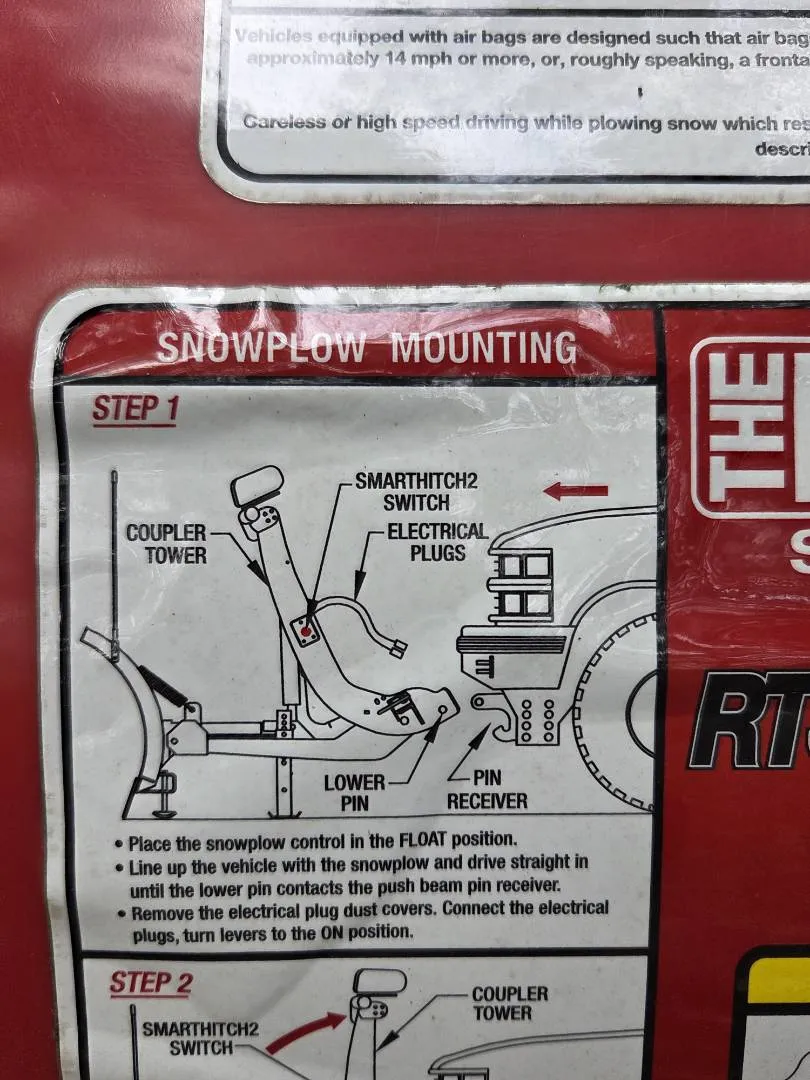 Vehicles equipped with air bags are designed such that air bag
approximately 14 mph or more, or, roughly speaking, a fronta
Careless or high speed driving while plowing snow which res
descri
SNOWPLOW MOUNTING
THE
STEP 1
SMARTHITCH2
SWITCH
COUPLER
TOWER
ELECTRICAL
PLUGS
S
RT
LOWER
PIN
PIN
RECEIVER
• Place the snowplow control in the FLOAT position.
• Line up the vehicle with the snowplow and drive straight in
until the lower pin contacts the push beam pin receiver.
• Remove the electrical plug dust covers. Connect the electrical
plugs, turn levers to the ON position.
STEP 2
COUPLER
TOWER
SMARTHITCH2
SWITCH